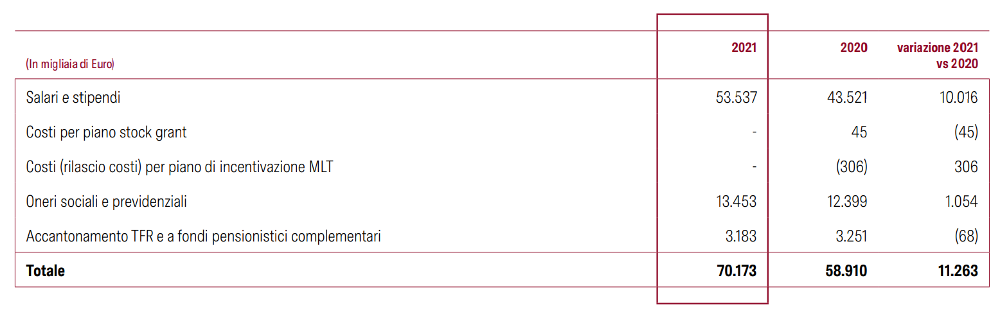 2021 2020 variazione 2021
(In migliaia di Euro) vs 2020
Salari e stipendi 53.537 43.521 10.016
Costi per piano stock grant - 45 (45)
Costi (rilascio costi) per piano di incentivazione MLT - (306) 306
Oneri sociali e previdenziali 13.453 12.399 1.054
Accantonamento TFR e a fondi pensionistici complementari 3.183 3.251 (68)
Totale 70.173 58.910 11.263